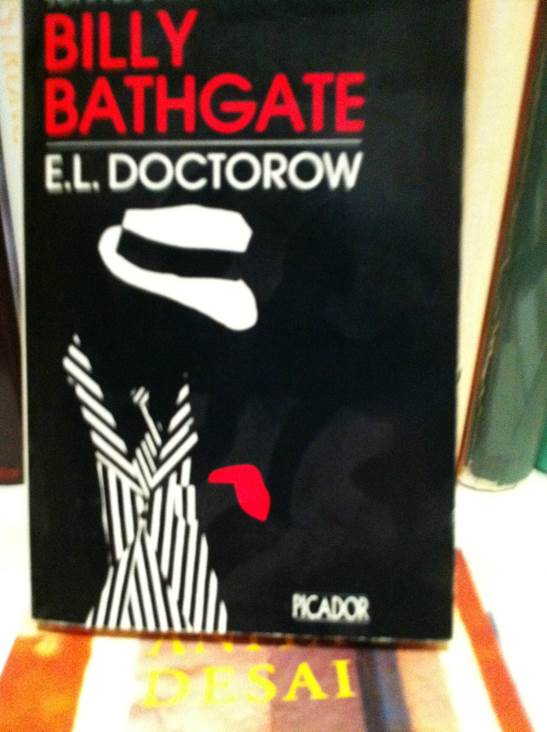 BILLY
BATHGATE
E.L. DOCTOROW
PICADOR
DESAI